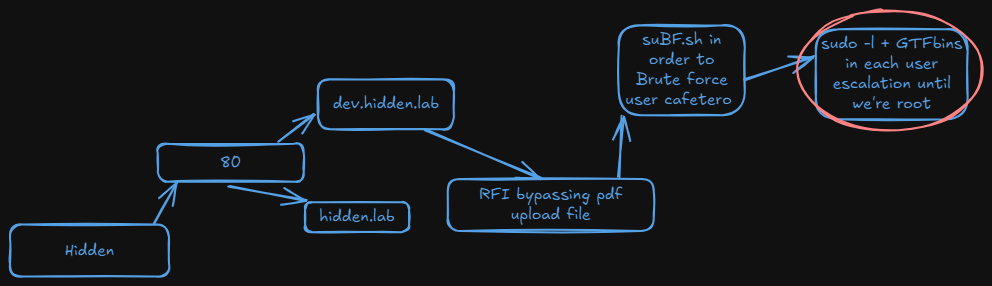 Hidden
80
dev.hidden.lab
hidden.lab
RFI bypassing pdf
upload file
suBF.sh in
order to
Brute force
user cafetero
sudo -l + GTFbins
in each user
escalation until
we're root